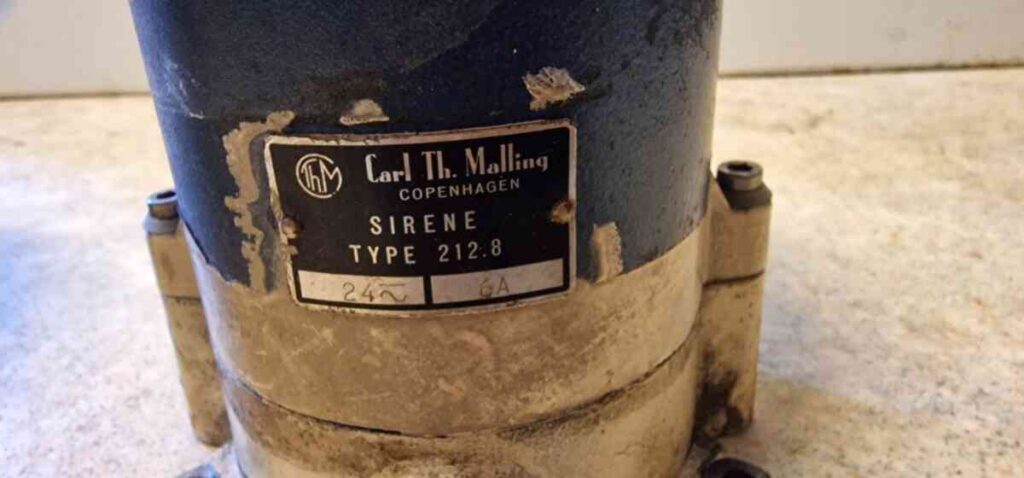 ThM Carl Th. Malling
COPENHAGEN
SIRENE
TYPE 212.8
24⏦ 6A